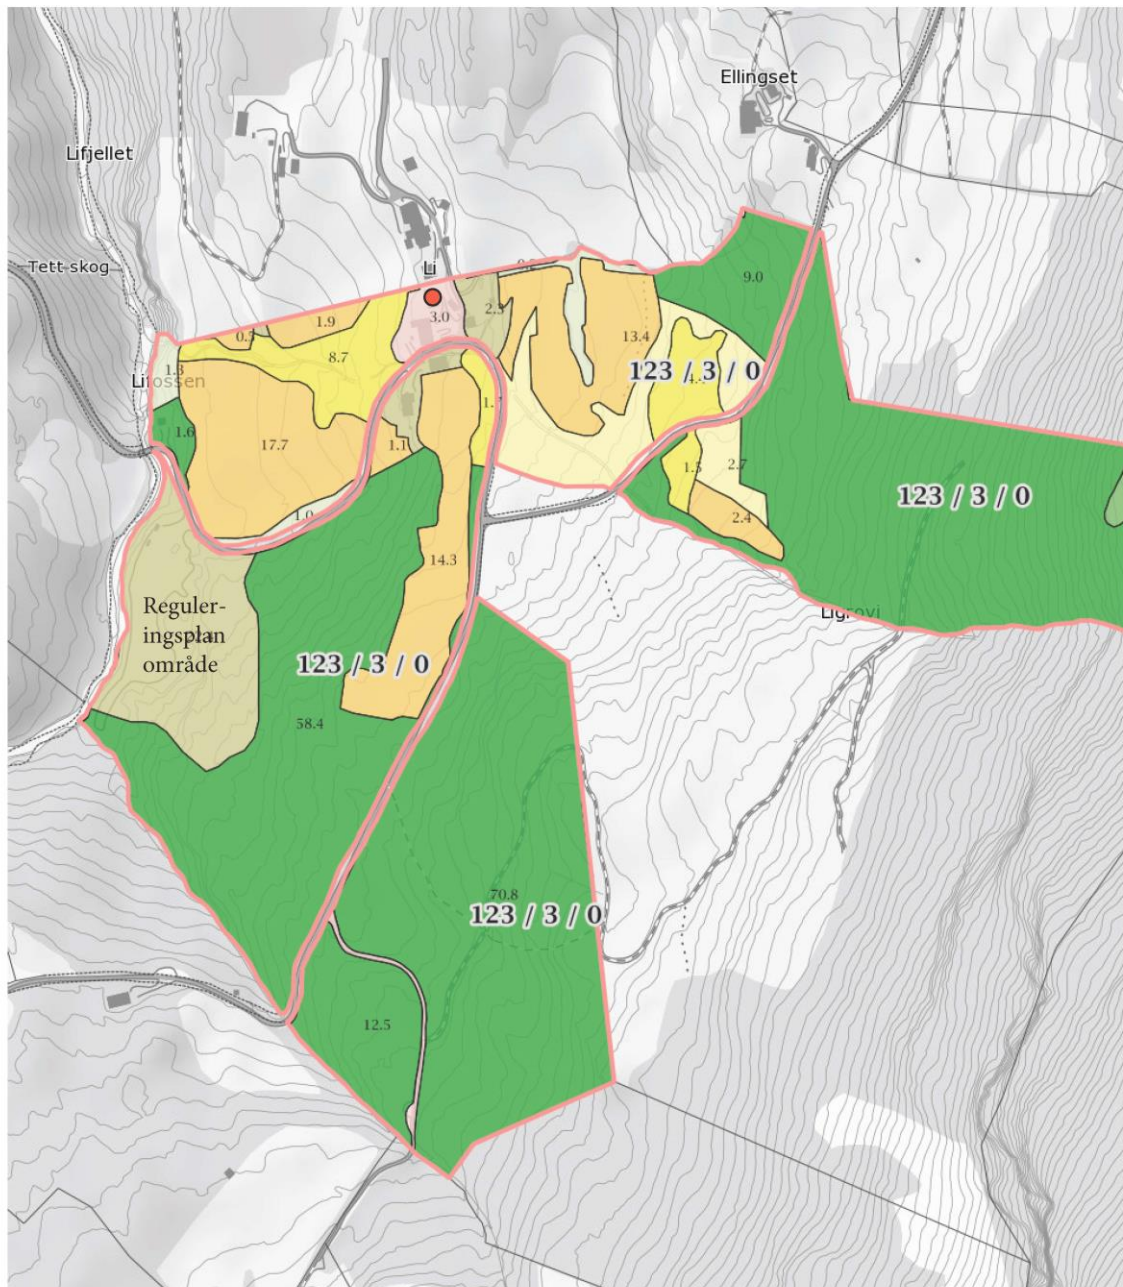 Ellingset
Lifjellet
Tett skog
Li
9.0
3.0
2.3
1.9
0.5
13.4
8.7
1.3
Lifossen
123 / 3 / 0
1.6
17.7
1.1
1.5
2.7
123 / 3 / 0
2.4
1.0
14.3
Reguler-
ingsplan
område
Ligrovi
123 / 3 / 0
58.4
70.8
123 / 3 / 0
12.5